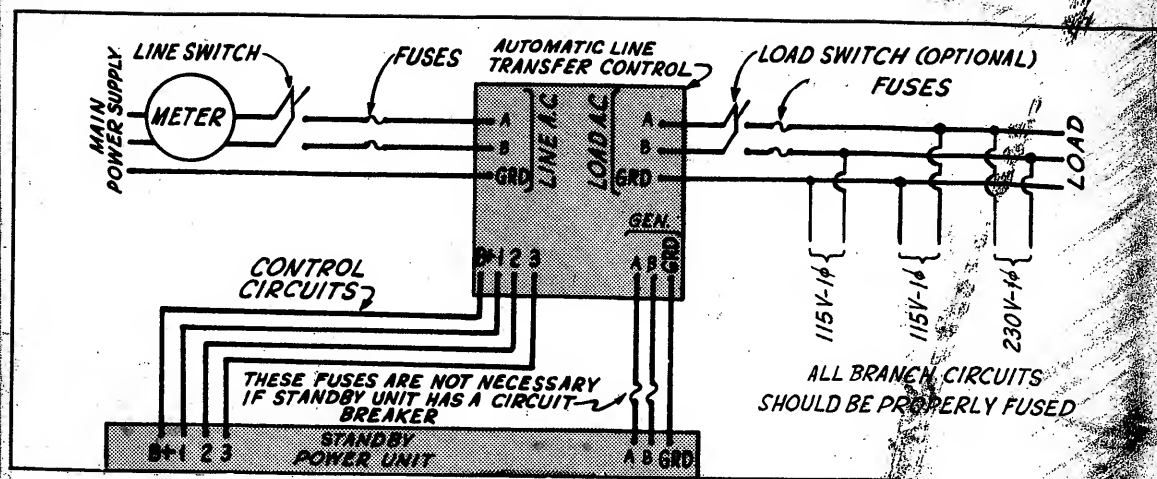 MAIN
POWER SUPPLY
LINE SWITCH
METER
FUSES
AUTOMATIC LINE
TRANSFER CONTROL
LOAD SWITCH (OPTIONAL)
FUSES
A
B
GRD
LINE A.C.
LOAD A.C.
A
B
GRD
LOAD
GEN.
B+ 1 2 3
A B GRD
CONTROL
CIRCUITS
115V-1φ
115V-1φ
230V-1φ
THESE FUSES ARE NOT NECESSARY
IF STANDBY UNIT HAS A CIRCUIT
BREAKER
ALL BRANCH CIRCUITS
SHOULD BE PROPERLY FUSED
STANDBY
POWER UNIT
B+ 1 2 3
A B GRD